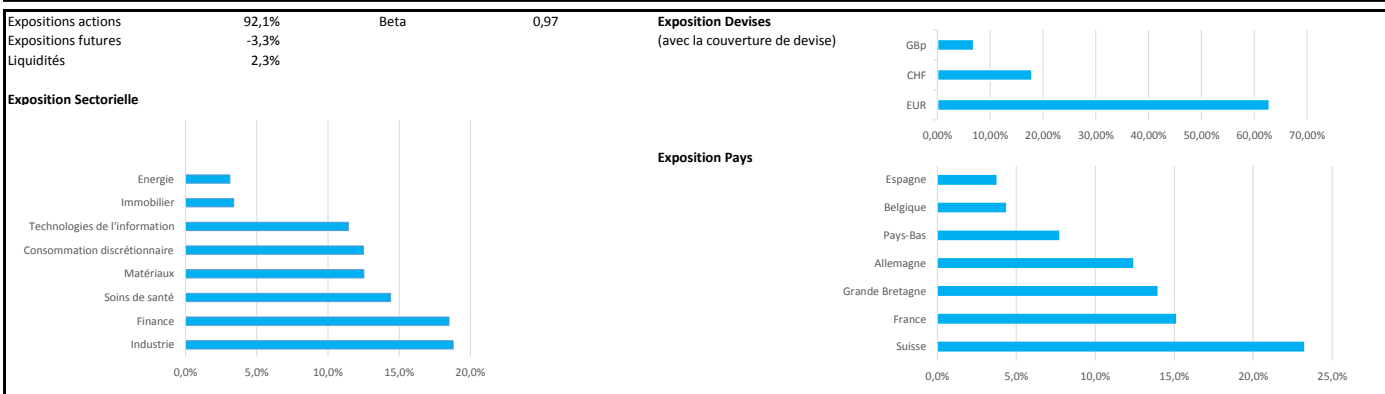 Expositions actions 92,1% Beta 0,97
Expositions futures -3,3%
Liquidités 2,3%
Exposition Sectorielle
Energie
Immobilier
Technologies de l'information
Consommation discrétionnaire
Matériaux
Soins de santé
Finance
Industrie
0,0% 5,0% 10,0% 15,0% 20,0%
Exposition Devises
(avec la couverture de devise)
GBp
CHF
EUR
0,00% 10,00% 20,00% 30,00% 40,00% 50,00% 60,00% 70,00%
Exposition Pays
Espagne
Belgique
Pays-Bas
Allemagne
Grande Bretagne
France
Suisse
0,0% 5,0% 10,0% 15,0% 20,0% 25,0%